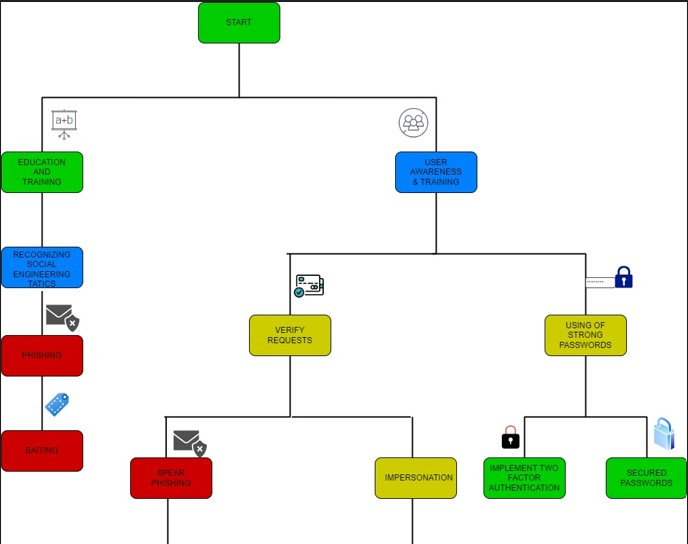 START
a+b
EDUCATION
AND
TRAINING
USER
AWARENESS
& TRAINING
RECOGNIZING
SOCIAL
ENGINEERING
TATICS
VERIFY
REQUESTS
USING OF
STRONG
PASSWORDS
PHISHING
BAITING
SPEAR
PHISHING
IMPERSONATION
IMPLEMENT TWO
FACTOR
AUTHENTICATION
SECURED
PASSWORDS